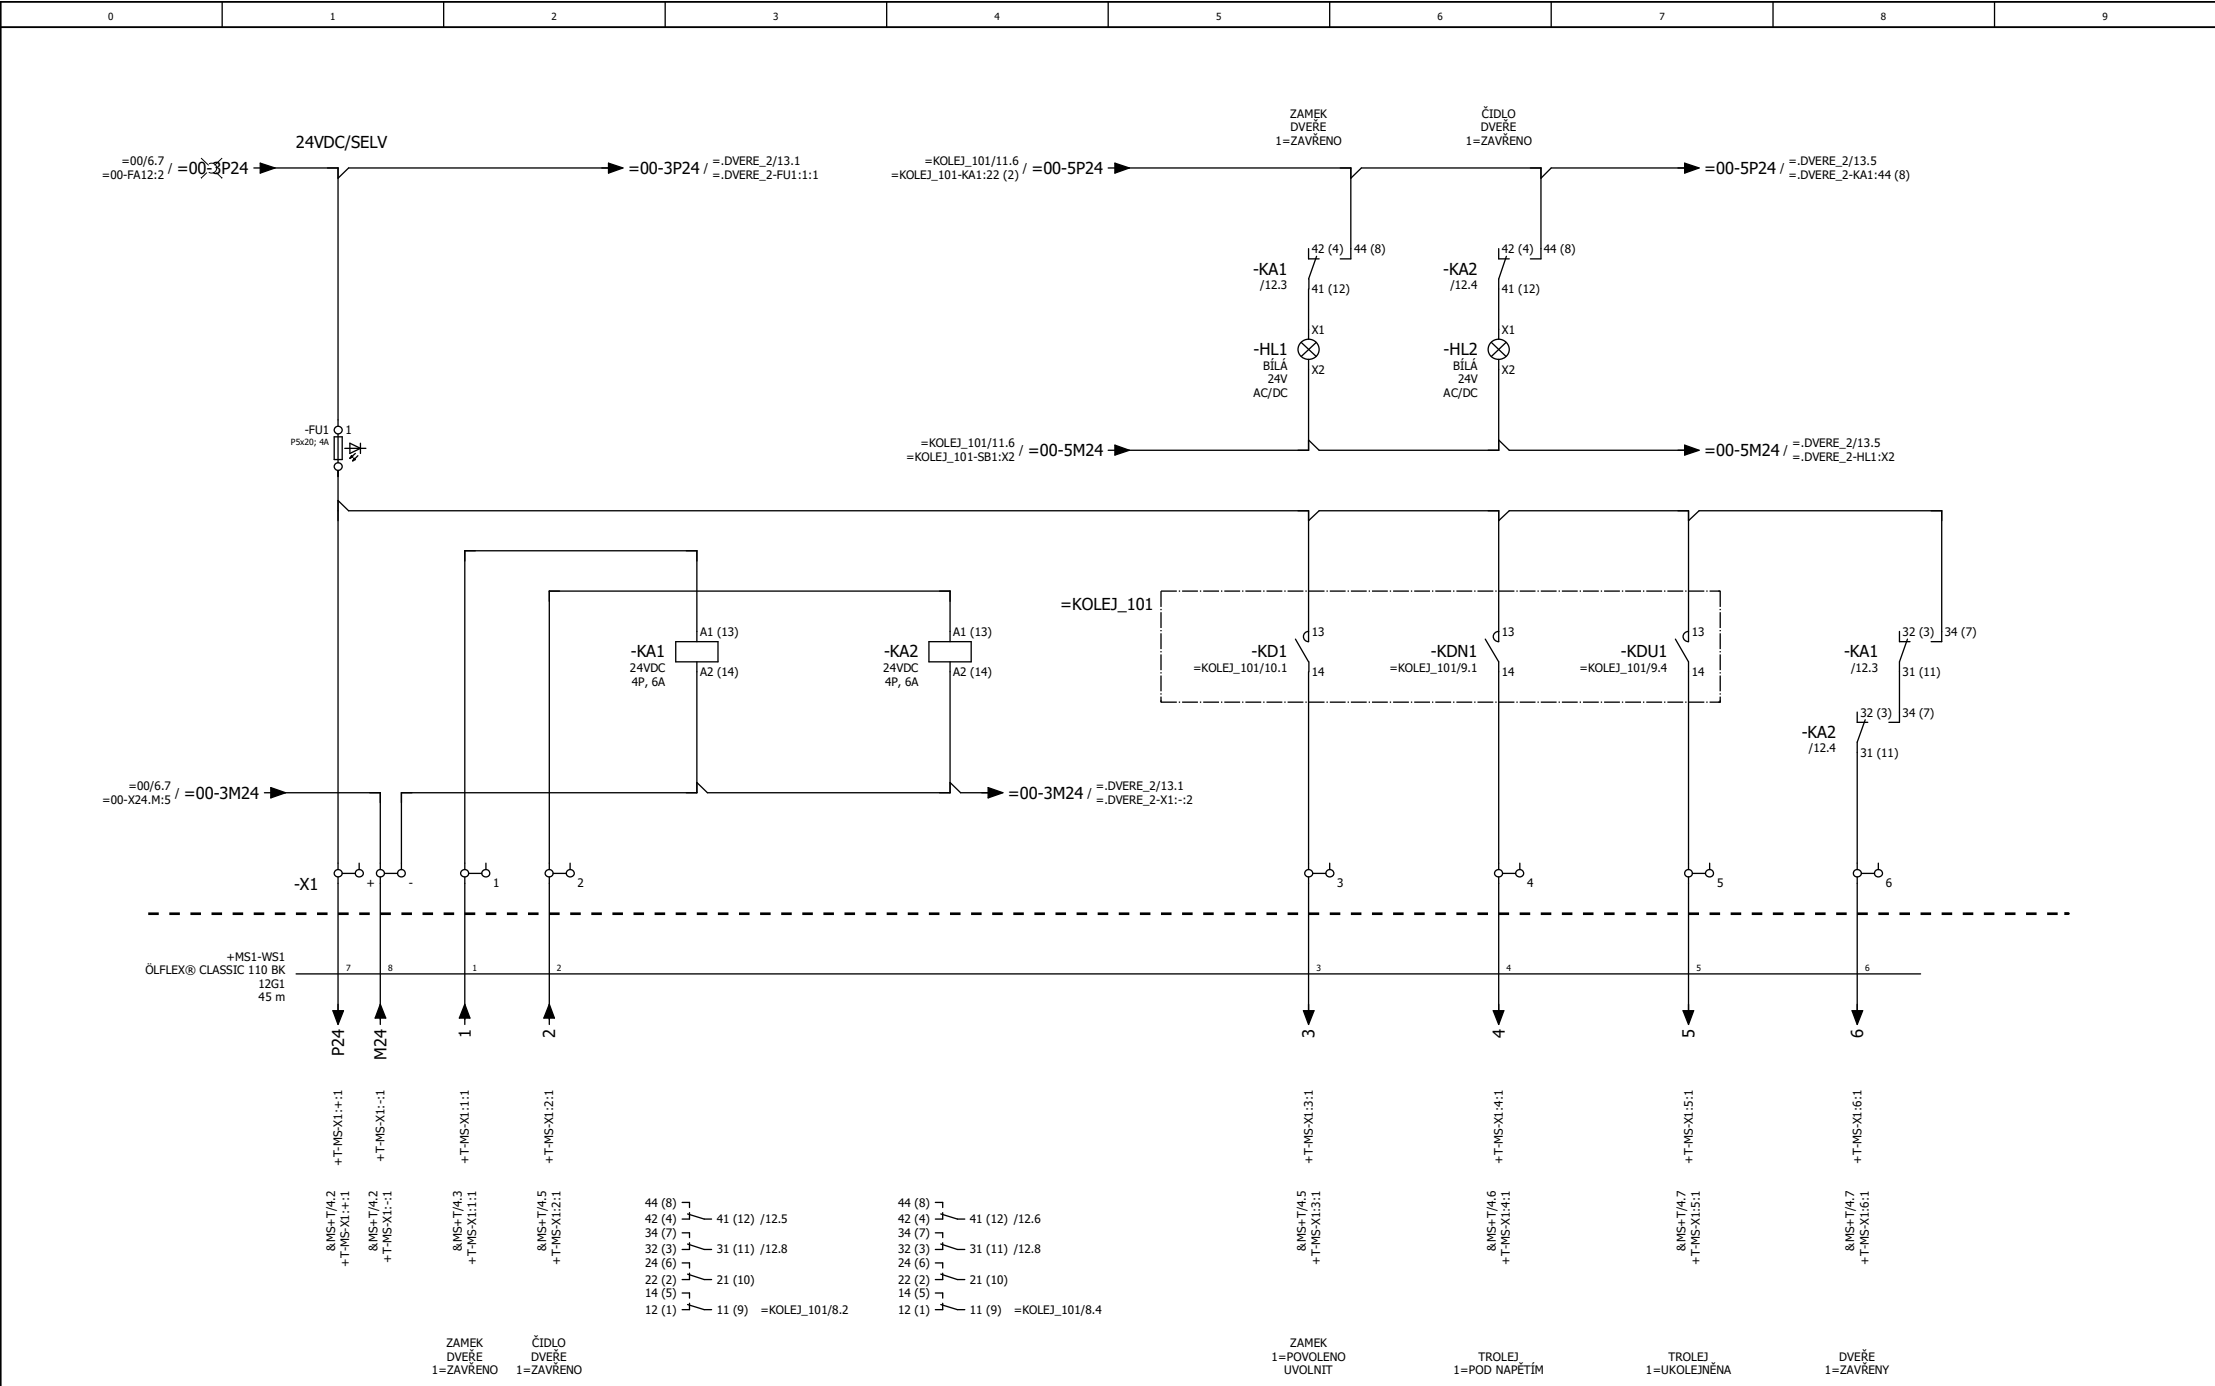 0 1 2 3 4 5 6 7 8 9
24VDC/SELV
=00/6.7
=00-FA12:2
/ =00-3P24
=00-3P24 /
=.DVERE_2/13.1
=.DVERE_2-FU1:1:1
=KOLEJ_101/11.6
=KOLEJ_101-KA1:22 (2)
/ =00-5P24
ZAMEK
DVEŘE
1=ZAVŘENO
ČIDLO
DVEŘE
1=ZAVŘENO
=00-5P24 /
=.DVERE_2/13.5
=.DVERE_2-KA1:44 (8)
42 (4) 44 (8)
-KA1
/12.3
41 (12)
42 (4) 44 (8)
-KA2
/12.4
41 (12)
X1
-HL1
BÍLÁ
24V
AC/DC
X2
X1
-HL2
BÍLÁ
24V
AC/DC
X2
-FU1
P5x20; 4A
1
=KOLEJ_101/11.6
=KOLEJ_101-SB1:X2
/ =00-5M24
=00-5M24 /
=.DVERE_2/13.5
=.DVERE_2-HL1:X2
A1 (13)
-KA1
24VDC
4P, 6A
A2 (14)
A1 (13)
-KA2
24VDC
4P, 6A
A2 (14)
=KOLEJ_101
13
-KD1
=KOLEJ_101/10.1
14
13
-KDN1
=KOLEJ_101/9.1
14
13
-KDU1
=KOLEJ_101/9.4
14
32 (3) 34 (7)
-KA1
/12.3
31 (11)
32 (3) 34 (7)
-KA2
/12.4
31 (11)
=00/6.7
=00-X24.M:5
/ =00-3M24
=00-3M24 /
=.DVERE_2/13.1
=.DVERE_2-X1:-:2
-X1 + - 1 2 3 4 5 6
+MS1-WS1
ÖLFLEX® CLASSIC 110 BK
12G1
45 m
7 8 1 2 3 4 5 6
P24
M24
1
2
3
4
5
6
+T-MS-X1:+:1
+T-MS-X1:-:1
+T-MS-X1:1:1
+T-MS-X1:2:1
+T-MS-X1:3:1
+T-MS-X1:4:1
+T-MS-X1:5:1
+T-MS-X1:6:1
&MS+T/4.2
+T-MS-X1:+:1
&MS+T/4.2
+T-MS-X1:-:1
&MS+T/4.3
+T-MS-X1:1:1
&MS+T/4.5
+T-MS-X1:2:1
44 (8)
42 (4) 41 (12) /12.5
34 (7)
32 (3) 31 (11) /12.8
24 (6)
22 (2) 21 (10)
14 (5)
12 (1) 11 (9) =KOLEJ_101/8.2
44 (8)
42 (4) 41 (12) /12.6
34 (7)
32 (3) 31 (11) /12.8
24 (6)
22 (2) 21 (10)
14 (5)
12 (1) 11 (9) =KOLEJ_101/8.4
&MS+T/4.5
+T-MS-X1:3:1
&MS+T/4.6
+T-MS-X1:4:1
&MS+T/4.7
+T-MS-X1:5:1
&MS+T/4.7
+T-MS-X1:6:1
ZAMEK
DVEŘE
1=ZAVŘENO
ČIDLO
DVEŘE
1=ZAVŘENO
ZAMEK
1=POVOLENO
UVOLNIT
TROLEJ
1=POD NAPĚTÍM
TROLEJ
1=UKOLEJNĚNA
DVEŘE
1=ZAVŘENY